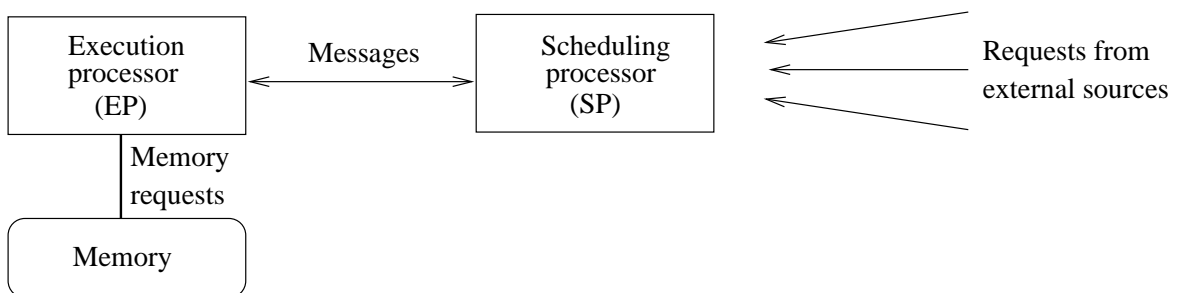 Execution
processor
(EP)
Messages
Scheduling
processor
(SP)
Requests from
external sources
Memory
requests
Memory